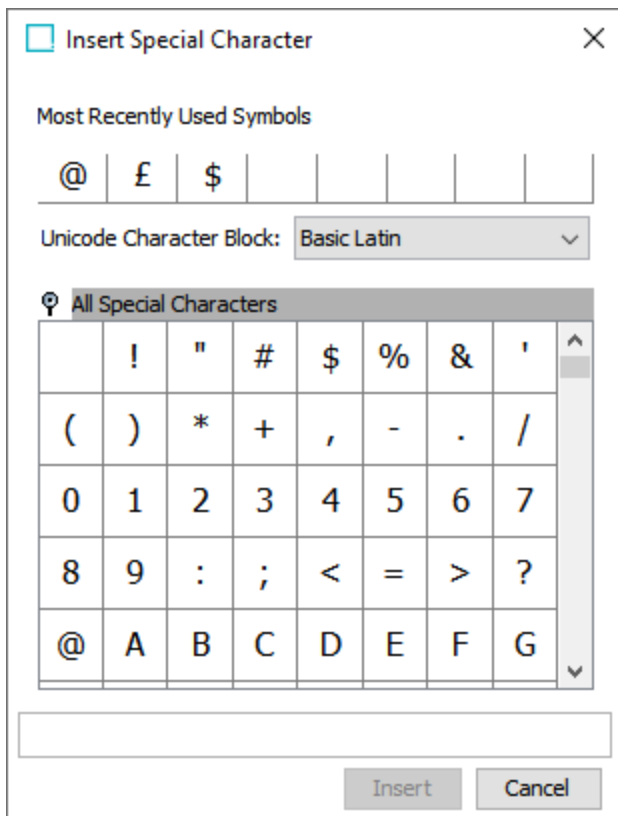 Insert Special Character
Most Recently Used Symbols
@ £ $
Unicode Character Block: Basic Latin
All Special Characters
! " # $ % & '
( ) * + , - . /
0 1 2 3 4 5 6 7
8 9 : ; < = > ?
@ A B C D E F G
Insert Cancel